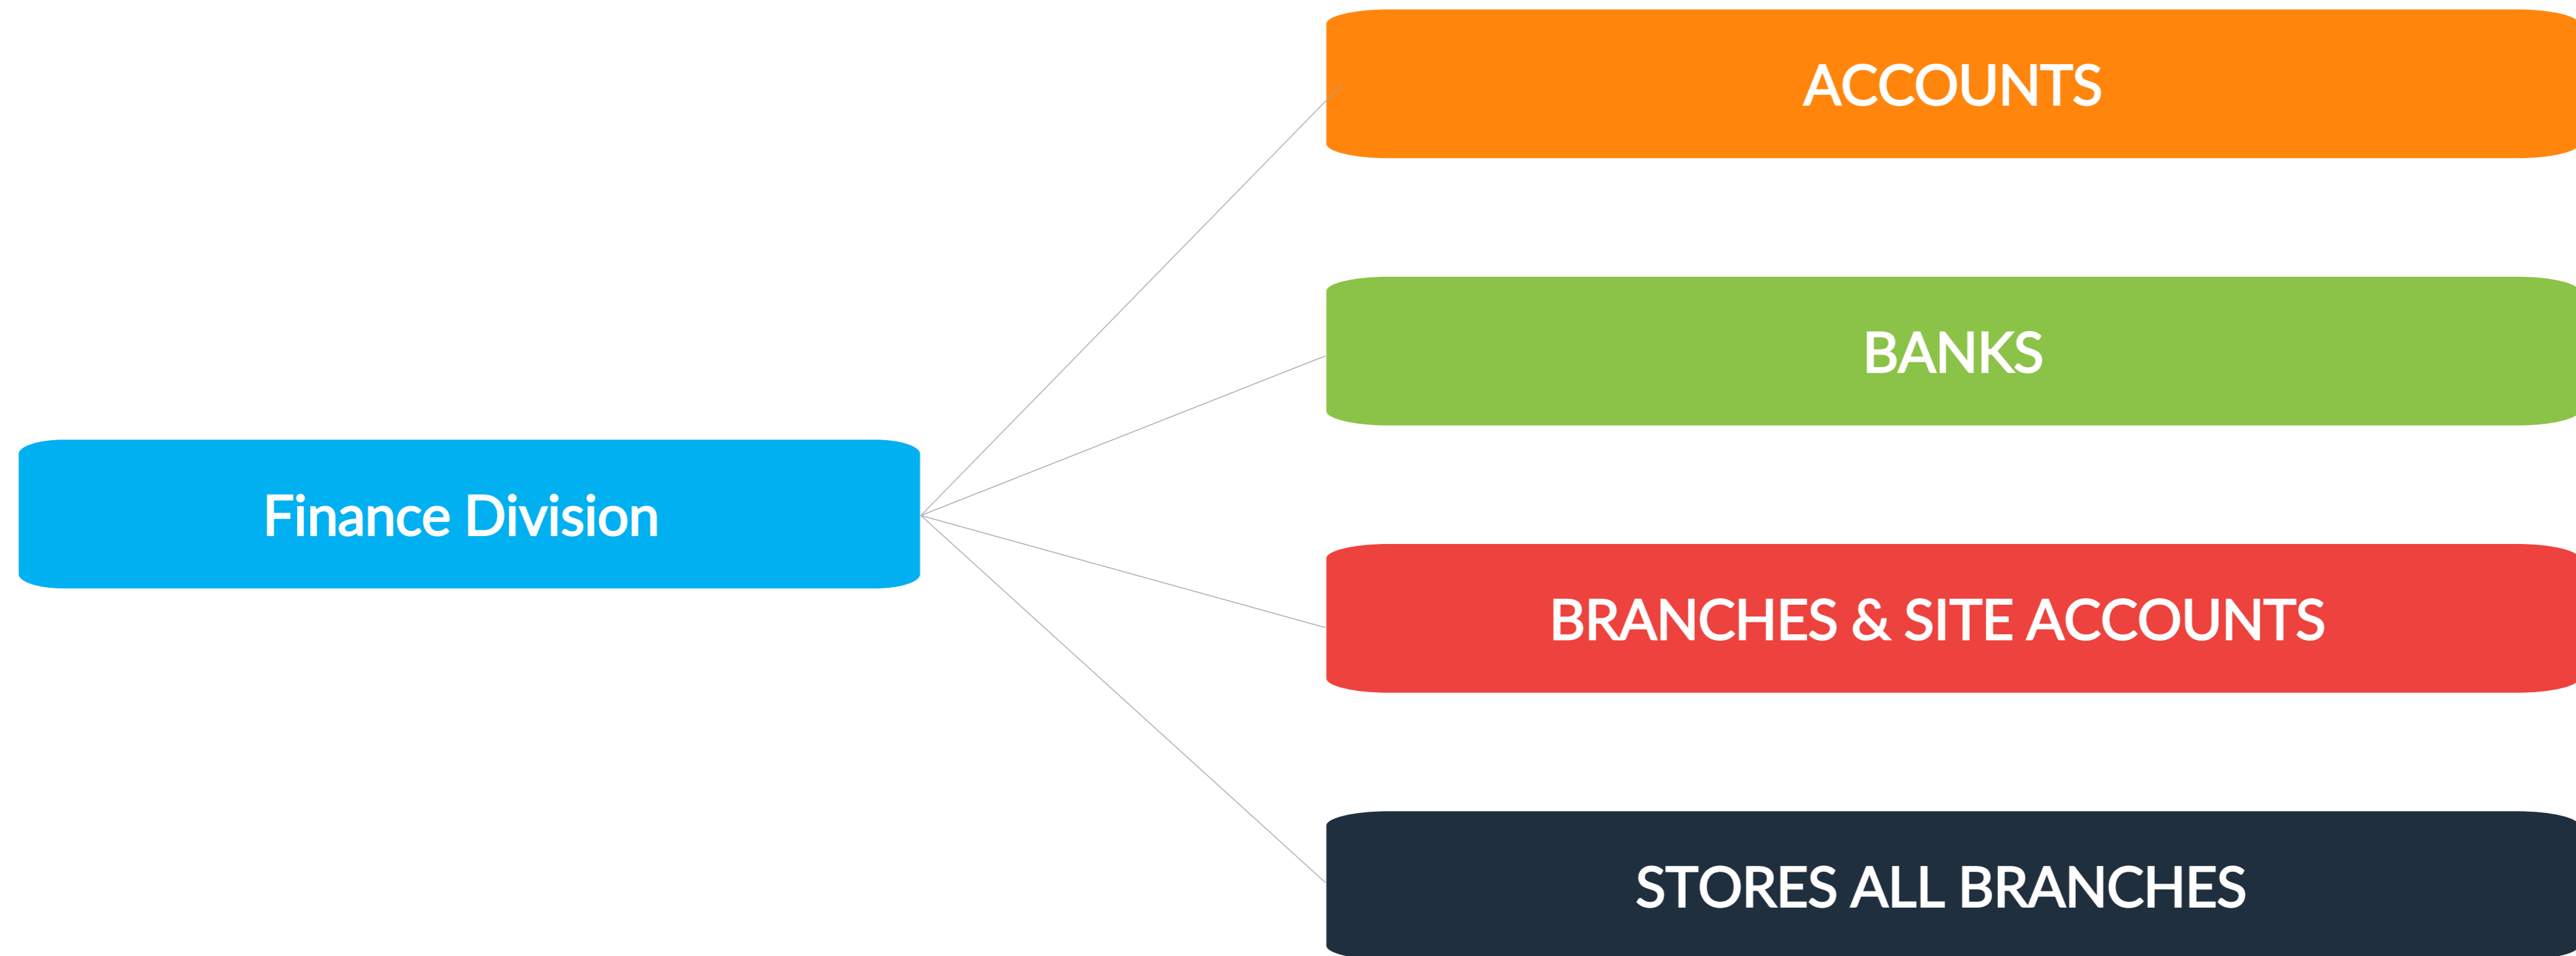 ACCOUNTS
BANKS
Finance Division
BRANCHES & SITE ACCOUNTS
STORES ALL BRANCHES